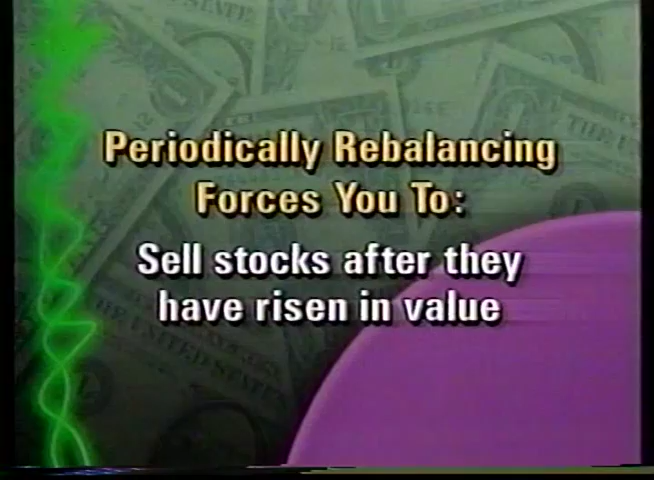 Periodically Rebalancing
Forces You To:
Sell stocks after they
have risen in value